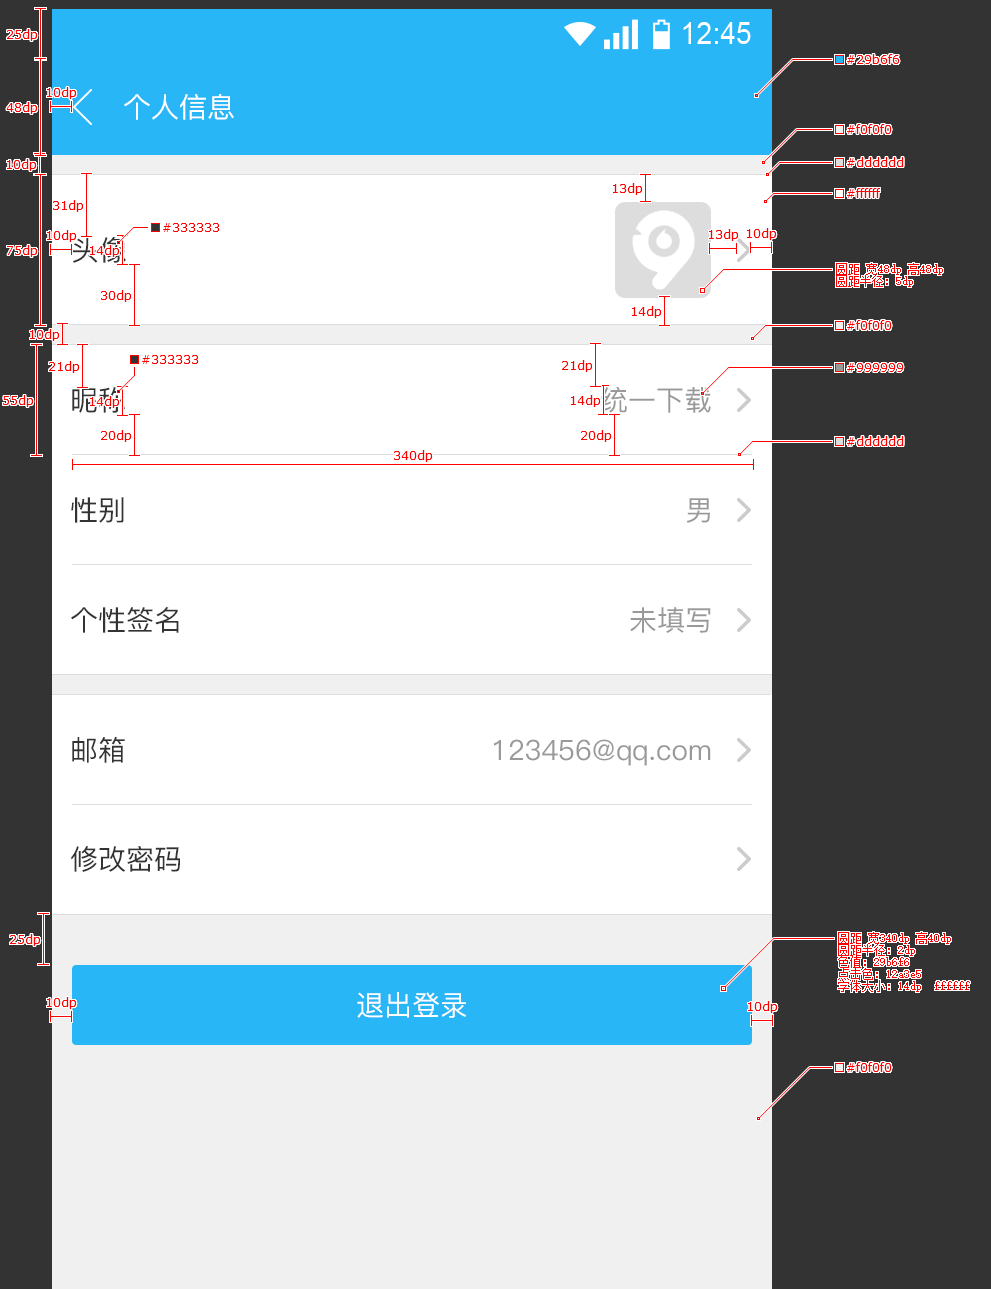 25dp
12:45
#29b6f6
10dp
48dp
个人信息
#f0f0f0
10dp
#dddddd
13dp
#ffffff
31dp
#333333
10dp
13dp
10dp
75dp
头像
14dp
圆距 宽48dp 高48dp
圆距半径：5dp
30dp
14dp
#f0f0f0
10dp
#333333
21dp
21dp
#999999
55dp
昵称
14dp
14dp
统一下载
20dp
20dp
#dddddd
340dp
性别
男
个性签名
未填写
邮箱
123456@qq.com
修改密码
25dp
圆距 宽340dp 高40dp
圆距半径：2dp
色值：29b6f6
点击色：12a3e5
字体大小：14dp ffffff
10dp
退出登录
10dp
#f0f0f0